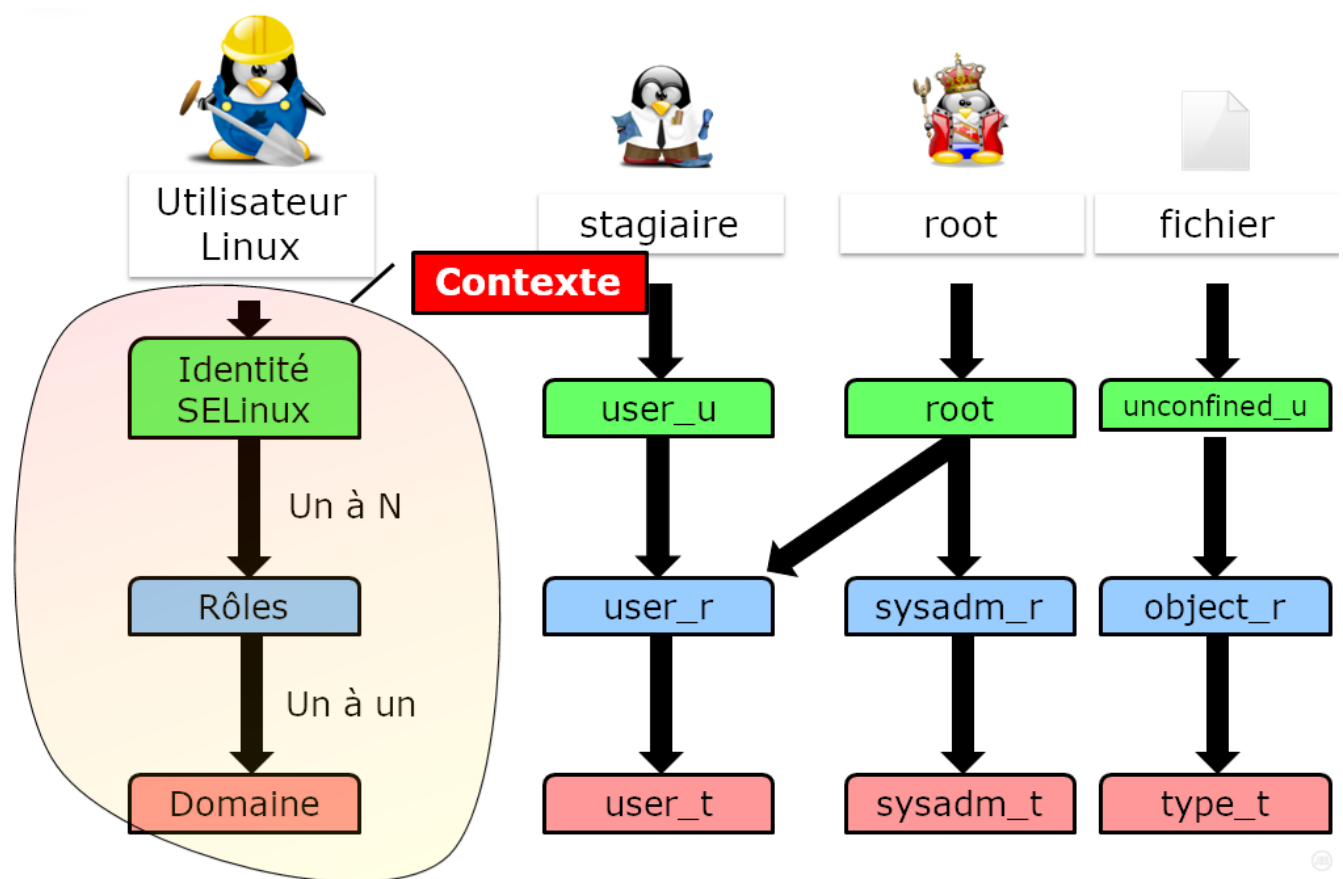 Utilisateur
Linux
stagiaire
root
fichier
Contexte
Identité
SELinux
user_u
root
unconfined_u
Un à N
Rôles
user_r
sysadm_r
object_r
Un à un
Domaine
user_t
sysadm_t
type_t